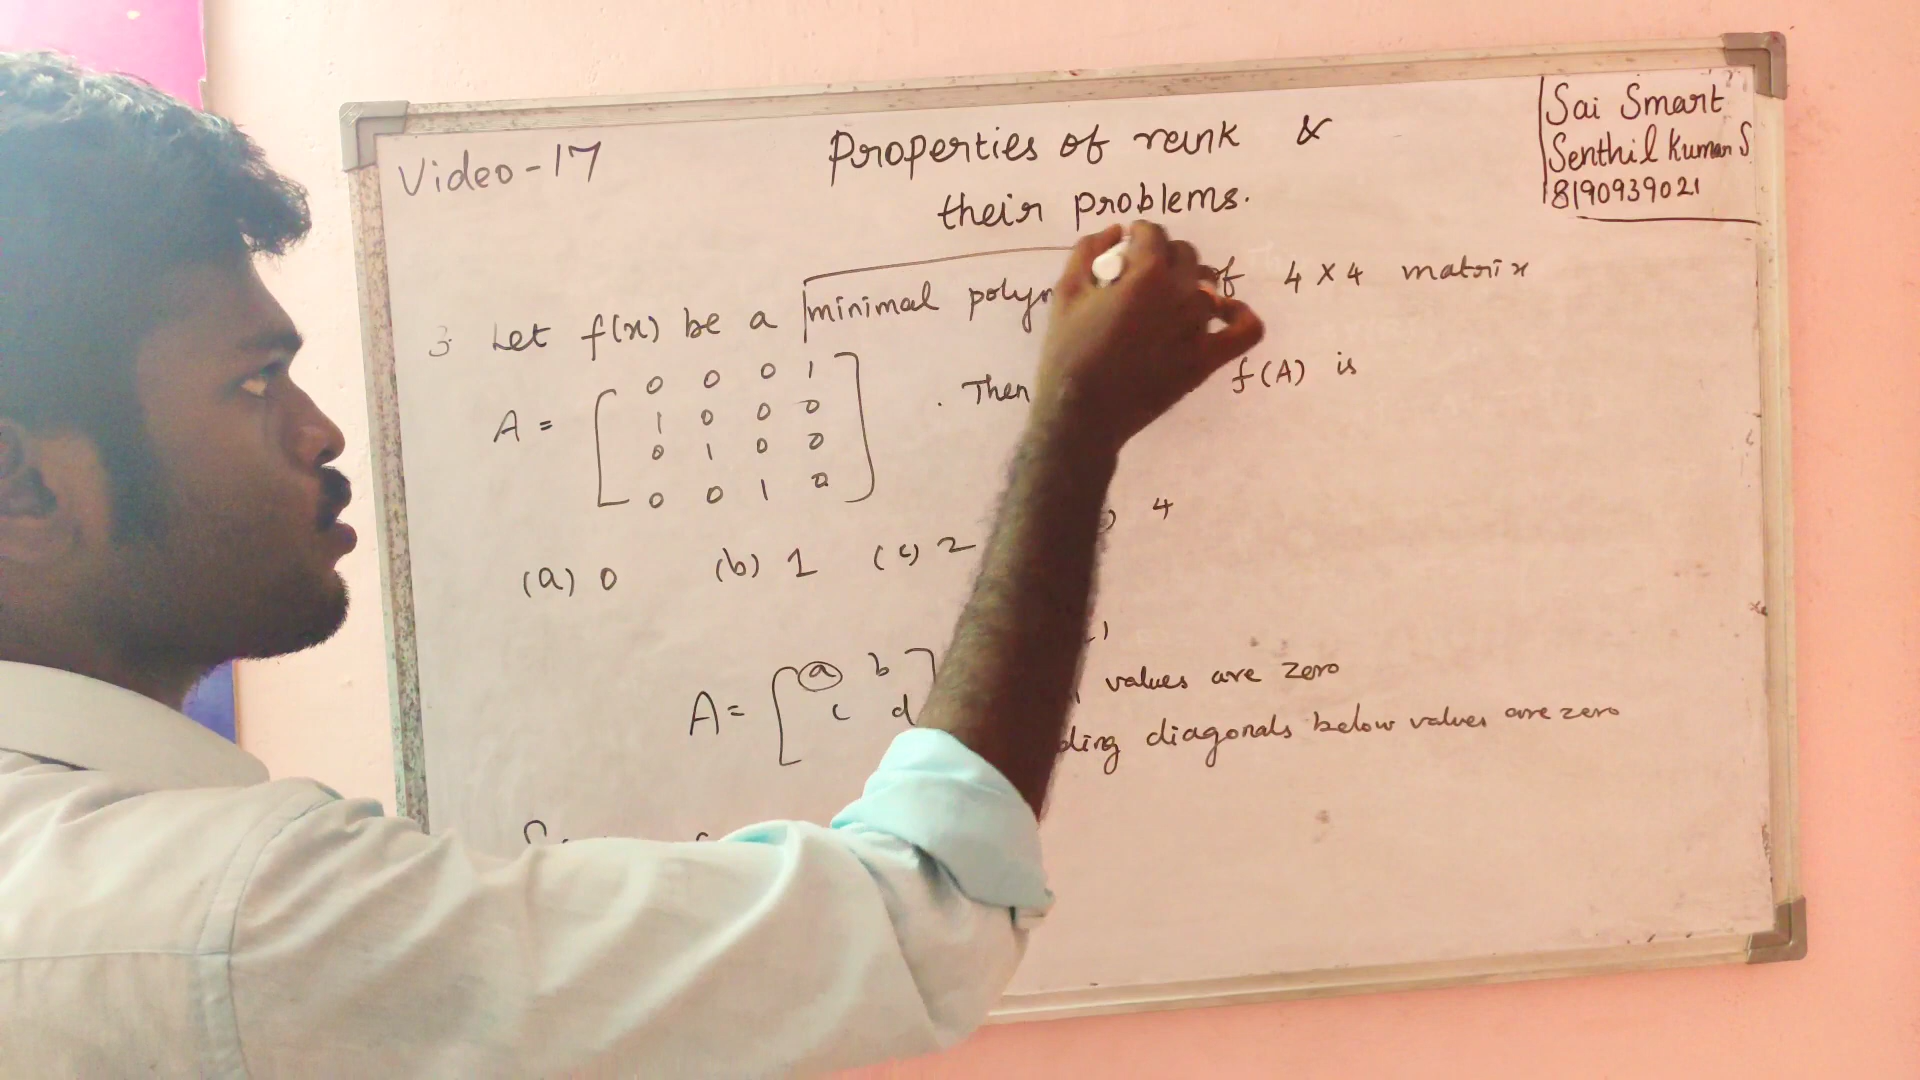 Video-17
Properties of rank &
their problems.
Sai Smart
Senthil Kumar S
8190939021
3. Let f(x) be a minimal of 4 x 4 matrix
A = [ 0 0 0 1
1 0 0 0
0 1 0 0
0 0 1 0 ] . Then f(A) is
(a) 0 (b) 1 (c) 2 4
A = [ a b
c d
values are zero
diagonals below values are zero